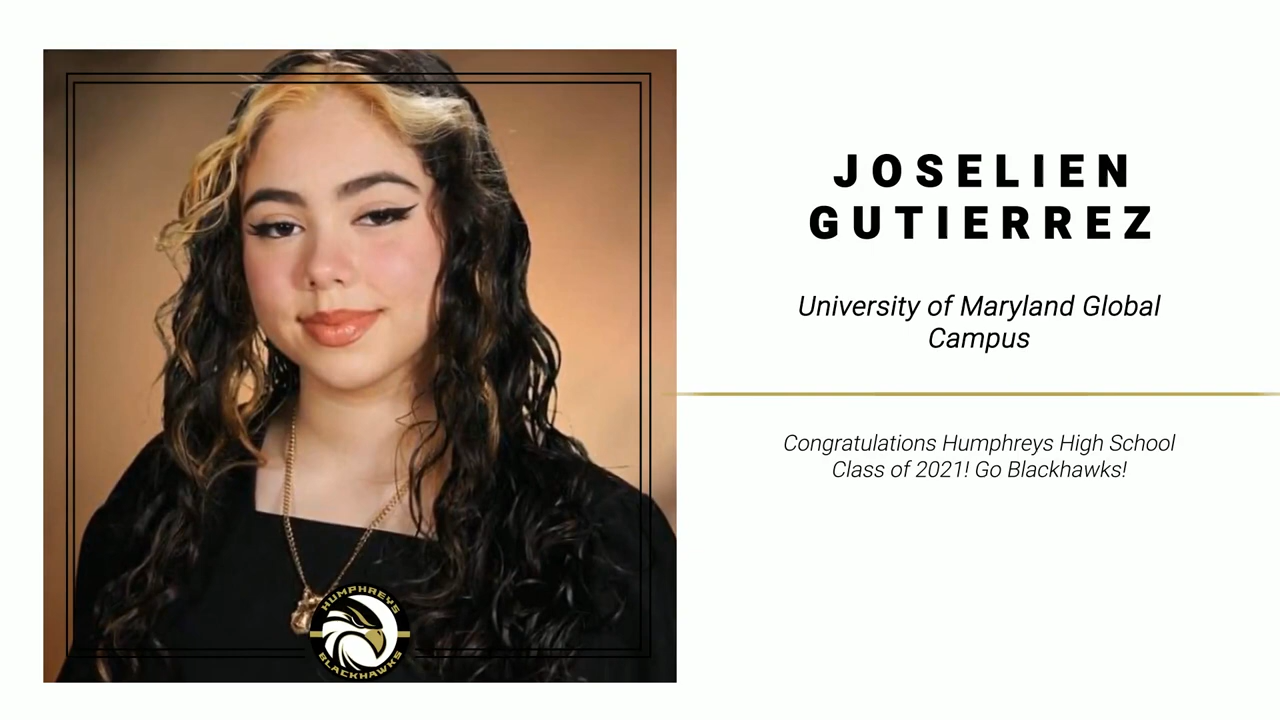 JOSELIEN
GUTIERREZ
University of Maryland Global
Campus
Congratulations Humphreys High School
Class of 2021! Go Blackhawks!
HUMPHREYS
BLACKHAWKS